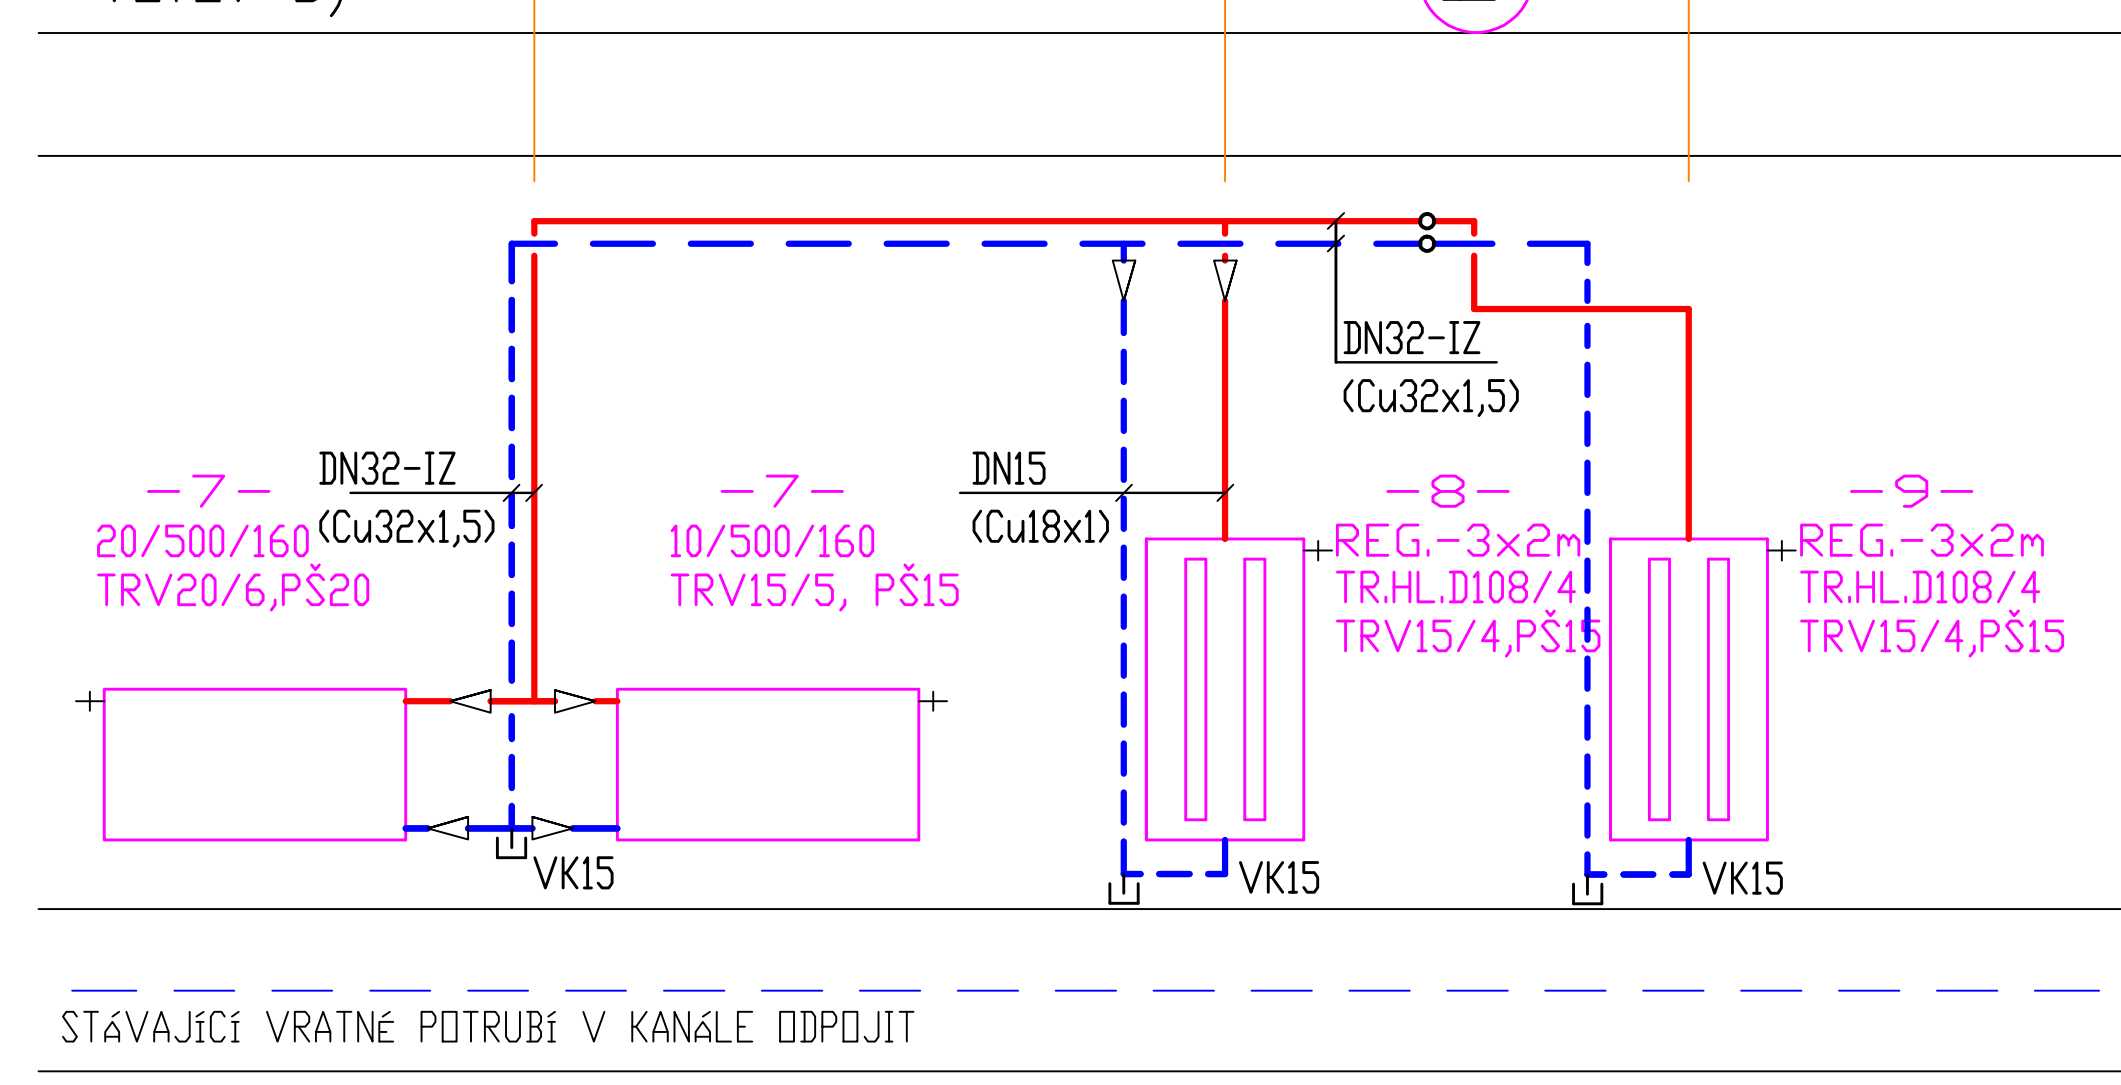 DN32-IZ
(Cu32x1,5)
-7-
20/500/160
TRV20/6,PŠ20
DN32-IZ
(Cu32x1,5)
-7-
10/500/160
TRV15/5, PŠ15
DN15
(Cu18x1)
-8-
REG.-3x2m
TR.HL.D108/4
TRV15/4,PŠ15
-9-
REG.-3x2m
TR.HL.D108/4
TRV15/4,PŠ15
VK15
VK15
VK15
STÁVAJÍCÍ VRATNÉ POTRUBÍ V KANÁLE ODPOJIT